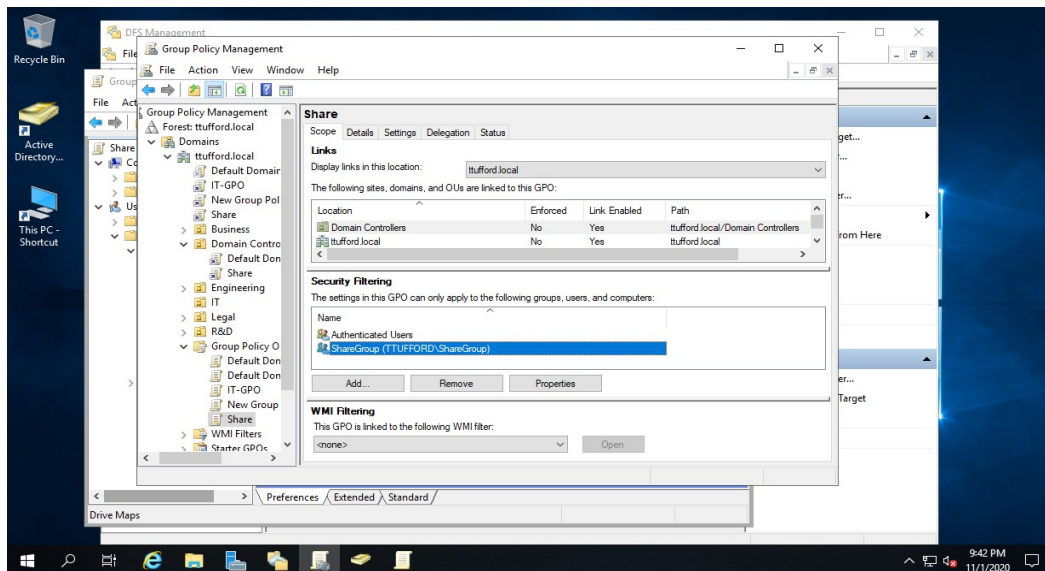 Recycle Bin
Active
Directory...
This PC -
Shortcut
DFS Management
File
Group
File Act
Share
Co
Us
Group Policy Management
File Action View Window Help
Group Policy Management
Forest: ttufford.local
Domains
ttufford.local
Default Domain
IT-GPO
New Group Pol
Share
Business
Domain Contro
Default Don
Share
Engineering
IT
Legal
R&D
Group Policy O
Default Don
Default Don
IT-GPO
New Group
Share
WMI Filters
Starter GPOs
Share
Scope Details Settings Delegation Status
Links
Display links in this location: ttufford.local
The following sites, domains, and OUs are linked to this GPO:
Location Enforced Link Enabled Path
Domain Controllers No Yes ttufford.local/Domain Controllers
ttufford.local No Yes ttufford.local
Security Filtering
The settings in this GPO can only apply to the following groups, users, and computers:
Name
Authenticated Users
ShareGroup (TTUFFORD\ShareGroup)
Add... Remove Properties
WMI Filtering
This GPO is linked to the following WMI filter:
<none> Open
get...
...
er...
rom Here
er...
Target
Preferences Extended Standard
Drive Maps
9:42 PM
11/1/2020